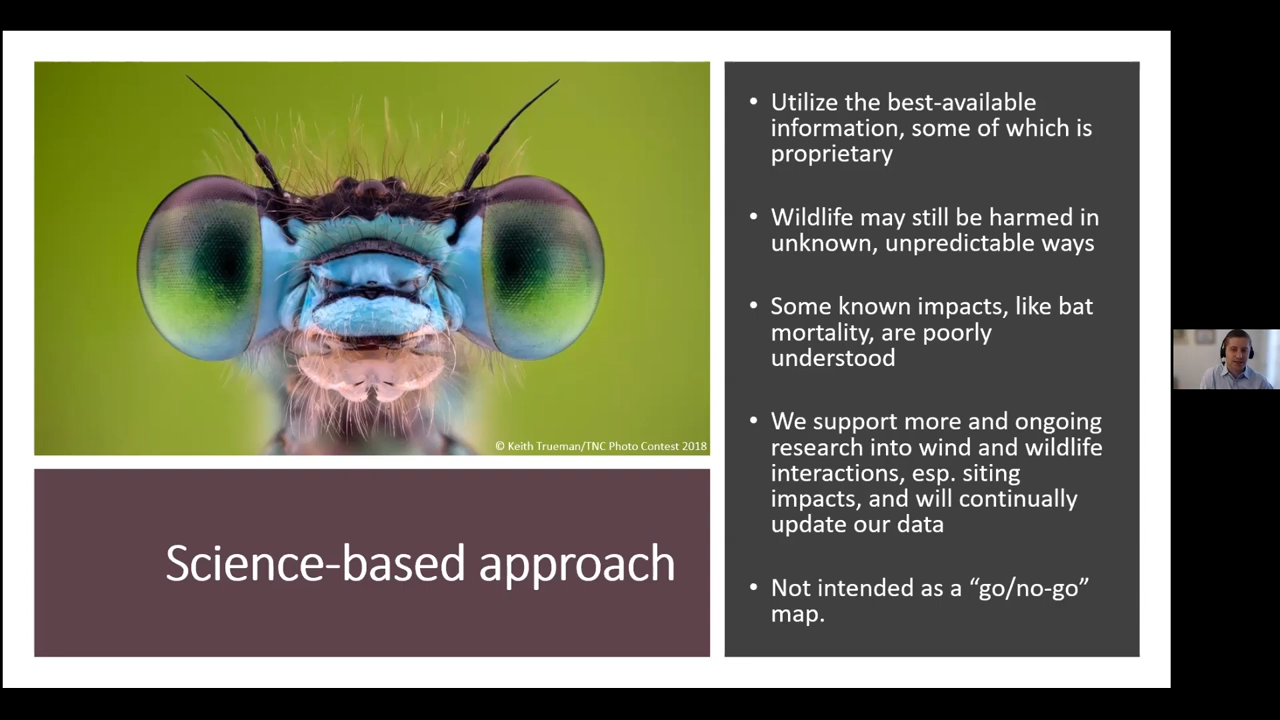 • Utilize the best-available
information, some of which is
proprietary
• Wildlife may still be harmed in
unknown, unpredictable ways
• Some known impacts, like bat
mortality, are poorly
understood
• We support more and ongoing
research into wind and wildlife
interactions, esp. siting
impacts, and will continually
update our data
• Not intended as a “go/no-go”
map.
© Keith Trueman/TNC Photo Contest 2018
Science-based approach